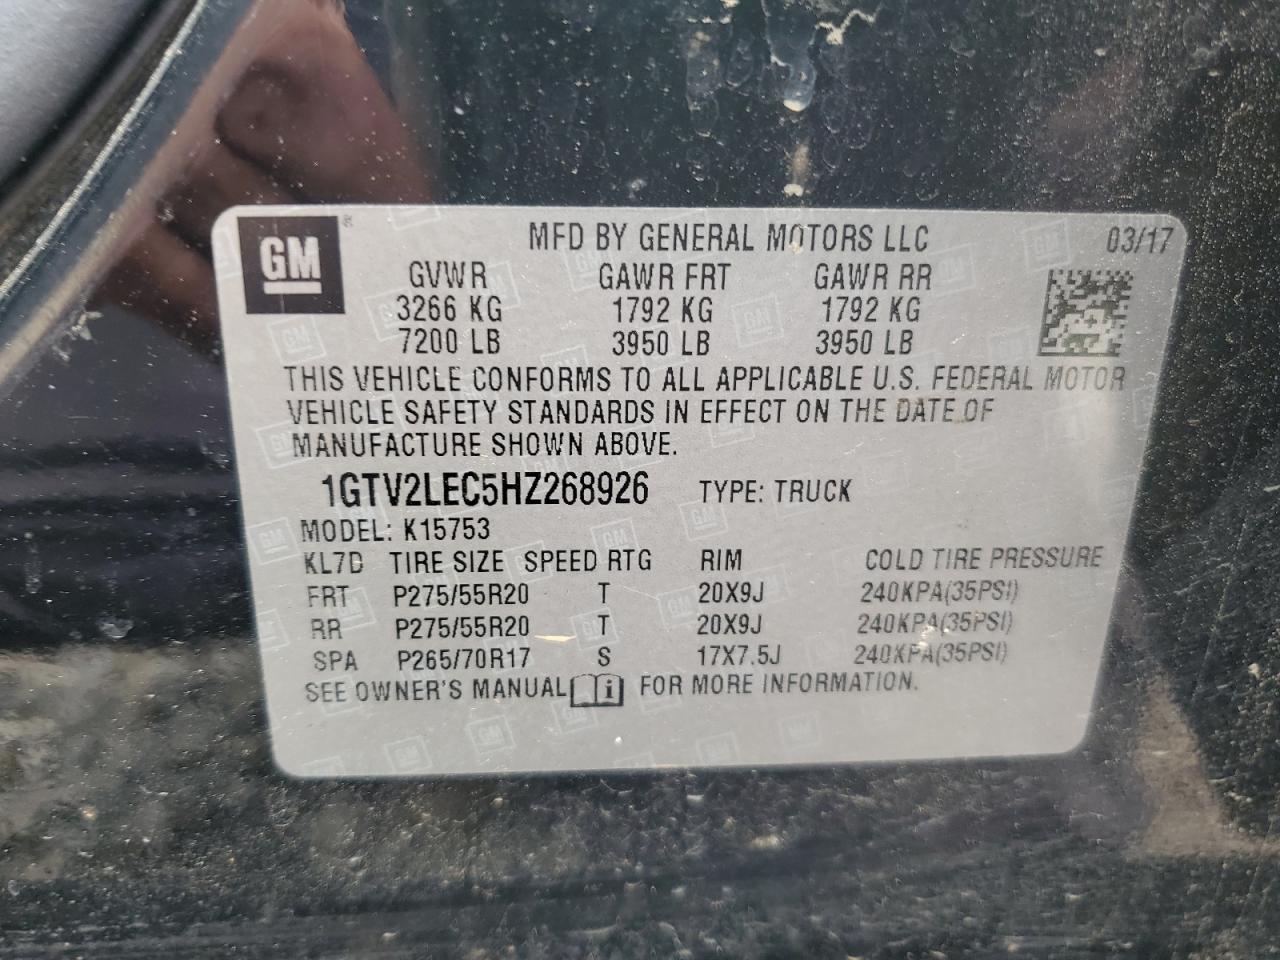 GM
MFD BY GENERAL MOTORS LLC 03/17
GVWR GAWR FRT GAWR RR
3266 KG 1792 KG 1792 KG
7200 LB 3950 LB 3950 LB
THIS VEHICLE CONFORMS TO ALL APPLICABLE U.S. FEDERAL MOTOR
VEHICLE SAFETY STANDARDS IN EFFECT ON THE DATE OF
MANUFACTURE SHOWN ABOVE.
1GTV2LEC5HZ268926 TYPE: TRUCK
MODEL: K15753
KL7D TIRE SIZE SPEED RTG RIM COLD TIRE PRESSURE
FRT P275/55R20 T 20X9J 240KPA(35PSI)
RR P275/55R20 T 20X9J 240KPA(35PSI)
SPA P265/70R17 S 17X7.5J 240KPA(35PSI)
SEE OWNER'S MANUAL i FOR MORE INFORMATION.